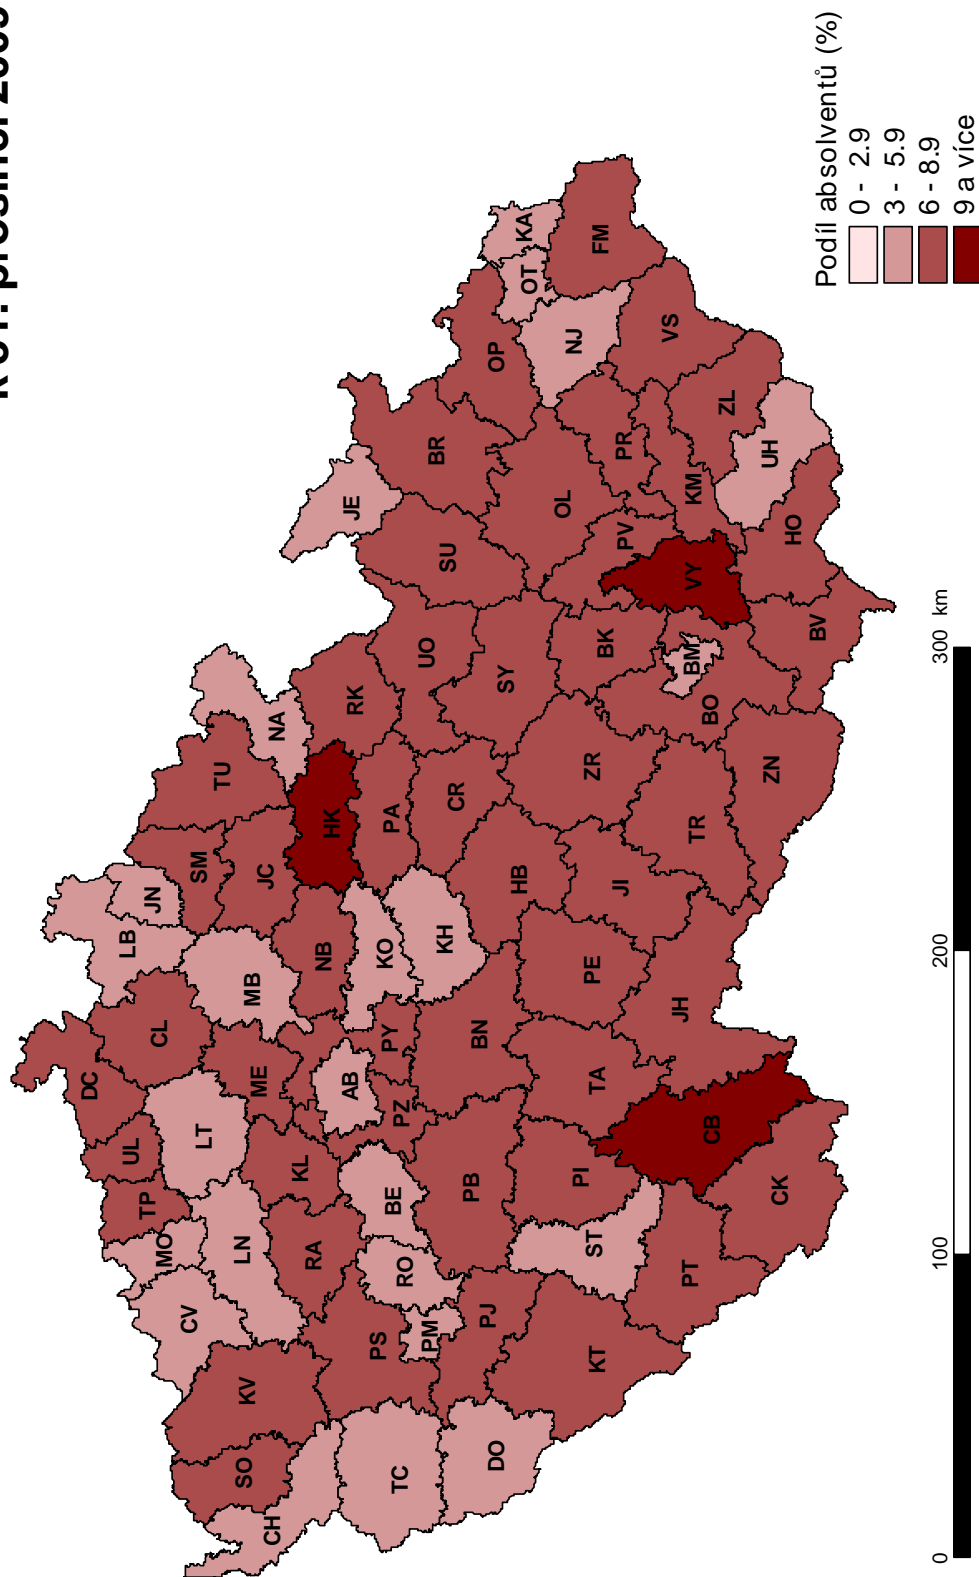 K 31. prosinci
DC
LB
JN
CL
SM
UL
TP
MO
LT
TU
CV
LN
ME
MB
JC
NA
SO
KV
CH
RA
KL
NB
HK
RK
JE
AB
PS
BE
KO
PA
PY
PZ
RO
TC
PM
UO
BR
SU
KH
CR
PJ
PB
BN
OP
DO
SY
HB
OT
KA
OL
NJ
KT
ST
PI
TA
PE
ZR
BK
FM
JI
PR
PV
VS
PT
JH
TR
BM
VY
KM
CB
BO
ZL
CK
ZN
UH
HO
BV
Podíl absolventů (%)
0 - 2.9
3 - 5.9
6 - 8.9
9 a více
0
100
200
300 km